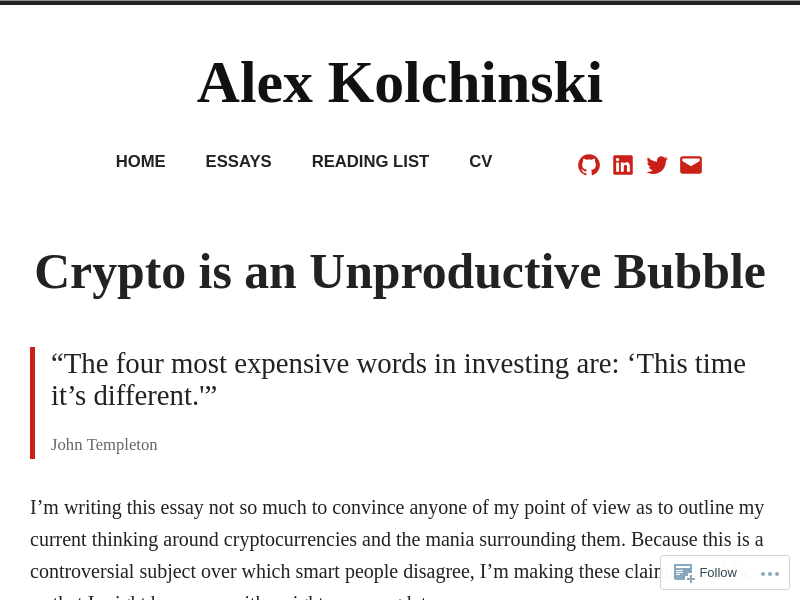 Alex Kolchinski
HOME ESSAYS READING LIST CV
Crypto is an Unproductive Bubble
“The four most expensive words in investing are: ‘This time
it’s different.'”
John Templeton
I’m writing this essay not so much to convince anyone of my point of view as to outline my
current thinking around cryptocurrencies and the mania surrounding them. Because this is a
controversial subject over which smart people disagree, I’m making these
Follow